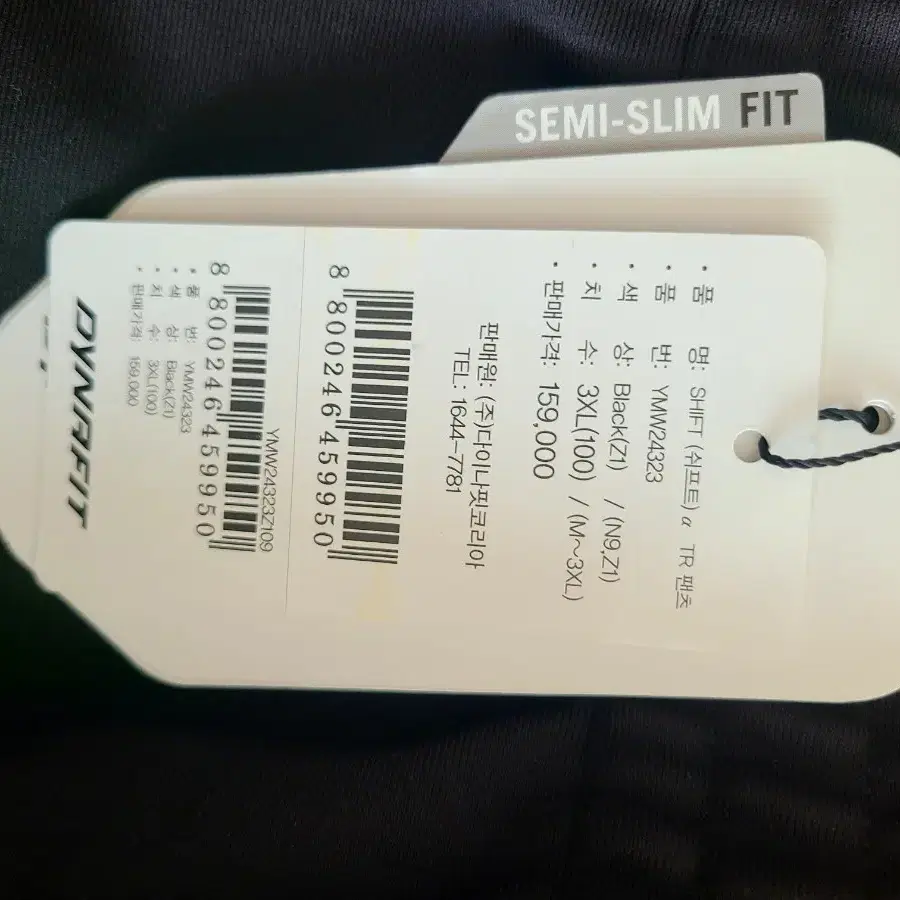 SEMI-SLIM FIT
• 품 명: SHIFT (쉬프트) α TR 팬츠
• 품 번: YMW24323
• 색 상: Black(Z1) / (N9,Z1)
• 치 수: 3XL(100) / (M~3XL)
• 판매가격: 159,000
판매원: (주)다이나핏코리아
TEL: 1644-7781
8 800246 459950
YMW24323Z109
8 800246 459950
• 품 번: YMW24323
• 색 상: Black(Z1)
• 치 수: 3XL(100)
• 판매가격: 159,000
DYNAFIT